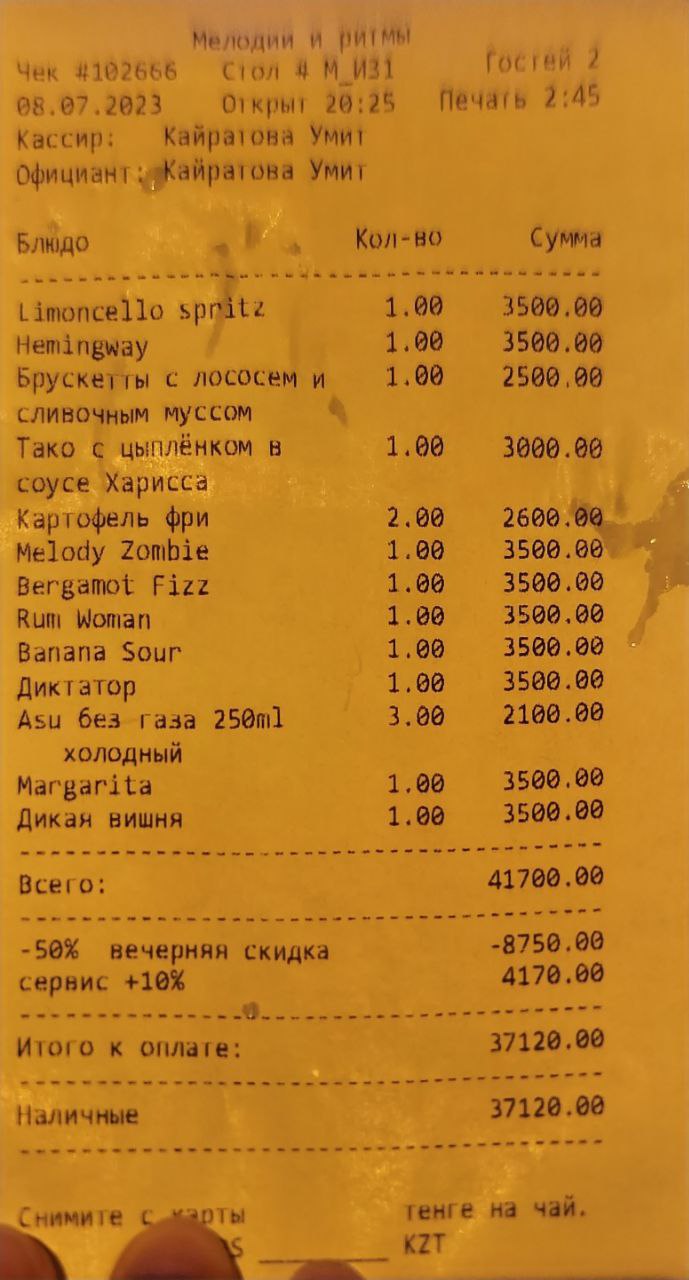 Мелодии и ритмы
Чек #102666 Стол # М_И31 Гостей 2
08.07.2023 Открыт 20:25 Печать 2:45
Кассир: Кайратова Умит
Официант: Кайратова Умит
Блюдо Кол-во Сумма
Limoncello spritz 1.00 3500.00
Hemingway 1.00 3500.00
Брускетты с лососем и 1.00 2500.00
сливочным муссом
Тако с цыплёнком в 1.00 3000.00
соусе Харисса
Картофель фри 2.00 2600.00
Melody Zombie 1.00 3500.00
Bergamot Fizz 1.00 3500.00
Rum Woman 1.00 3500.00
Banana Sour 1.00 3500.00
Диктатор 1.00 3500.00
Asu без газа 250ml 3.00 2100.00
холодный
Margarita 1.00 3500.00
Дикая вишня 1.00 3500.00
Всего: 41700.00
-50% вечерняя скидка -8750.00
сервис +10% 4170.00
Итого к оплате: 37120.00
Наличные 37120.00
Снимите с карты тенге на чай.
KZT